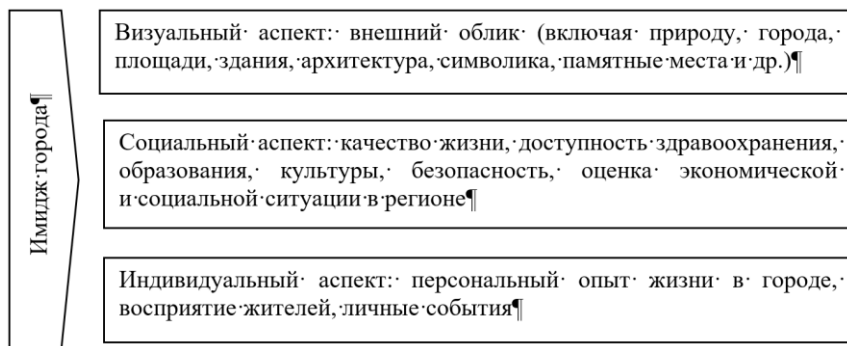 Имидж города¶
Визуальный аспект: внешний облик (включая природу, города,
площади, здания, архитектура, символика, памятные места и др.)¶
Социальный аспект: качество жизни, доступность здравоохранения,
образования, культуры, безопасность, оценка экономической
и социальной ситуации в регионе¶
Индивидуальный аспект: персональный опыт жизни в городе,
восприятие жителей, личные события¶